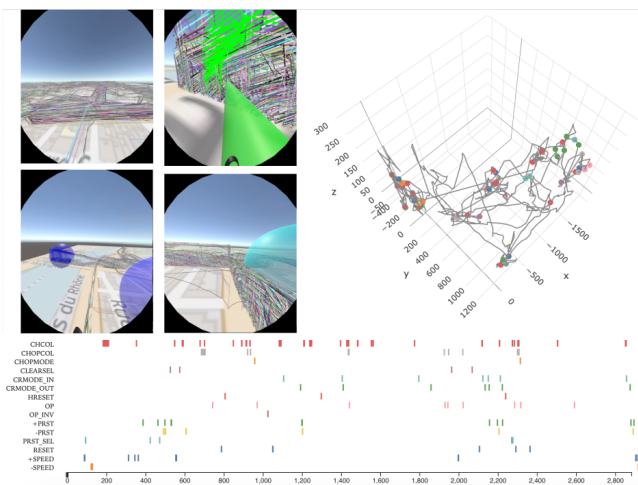 300
250
200
150
100
50
0
−50
−400
−200
0
200
400
600
800
1000
1200
z
y
x
0
−500
−1000
−1500
s du Rhône
RUS
CHCOL
CHOPCOL
CHOPMODE
CLEARSEL
CRMODE_IN
CRMODE_OUT
HRESET
OP
OP_INV
+PRST
-PRST
PRST_SEL
RESET
+SPEED
-SPEED
0 200 400 600 800 1,000 1,200 1,400 1,600 1,800 2,000 2,200 2,400 2,600 2,800